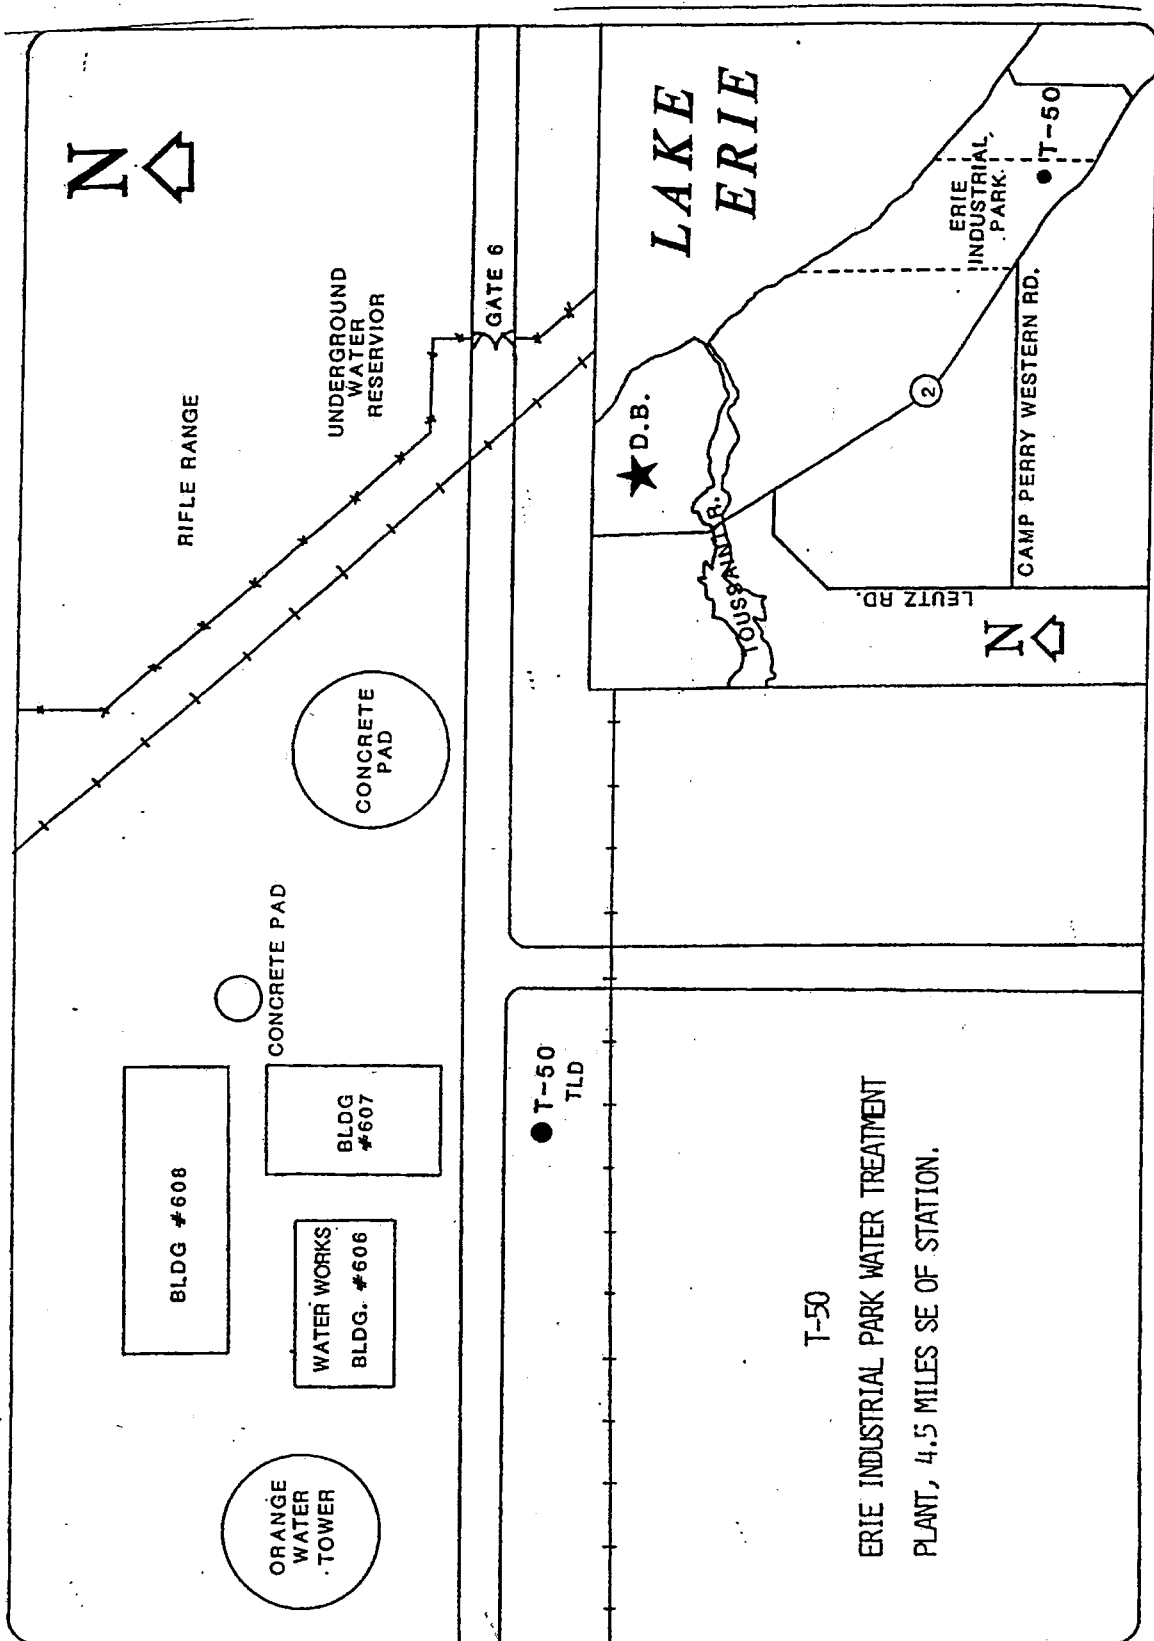 N
RIFLE RANGE
UNDERGROUND
WATER
RESERVIOR
GATE 6
CONCRETE
PAD
CONCRETE PAD
BLDG #608
BLDG
#607
WATER WORKS
BLDG. #606
ORANGE
WATER
TOWER
T-50
TLD
LAKE
ERIE
D.B.
TOUSSAINT R.
2
ERIE
INDUSTRIAL
PARK
T-50
CAMP PERRY WESTERN RD.
LEUTZ RD.
N
T-50
ERIE INDUSTRIAL PARK WATER TREATMENT
PLANT, 4.5 MILES SE OF STATION.